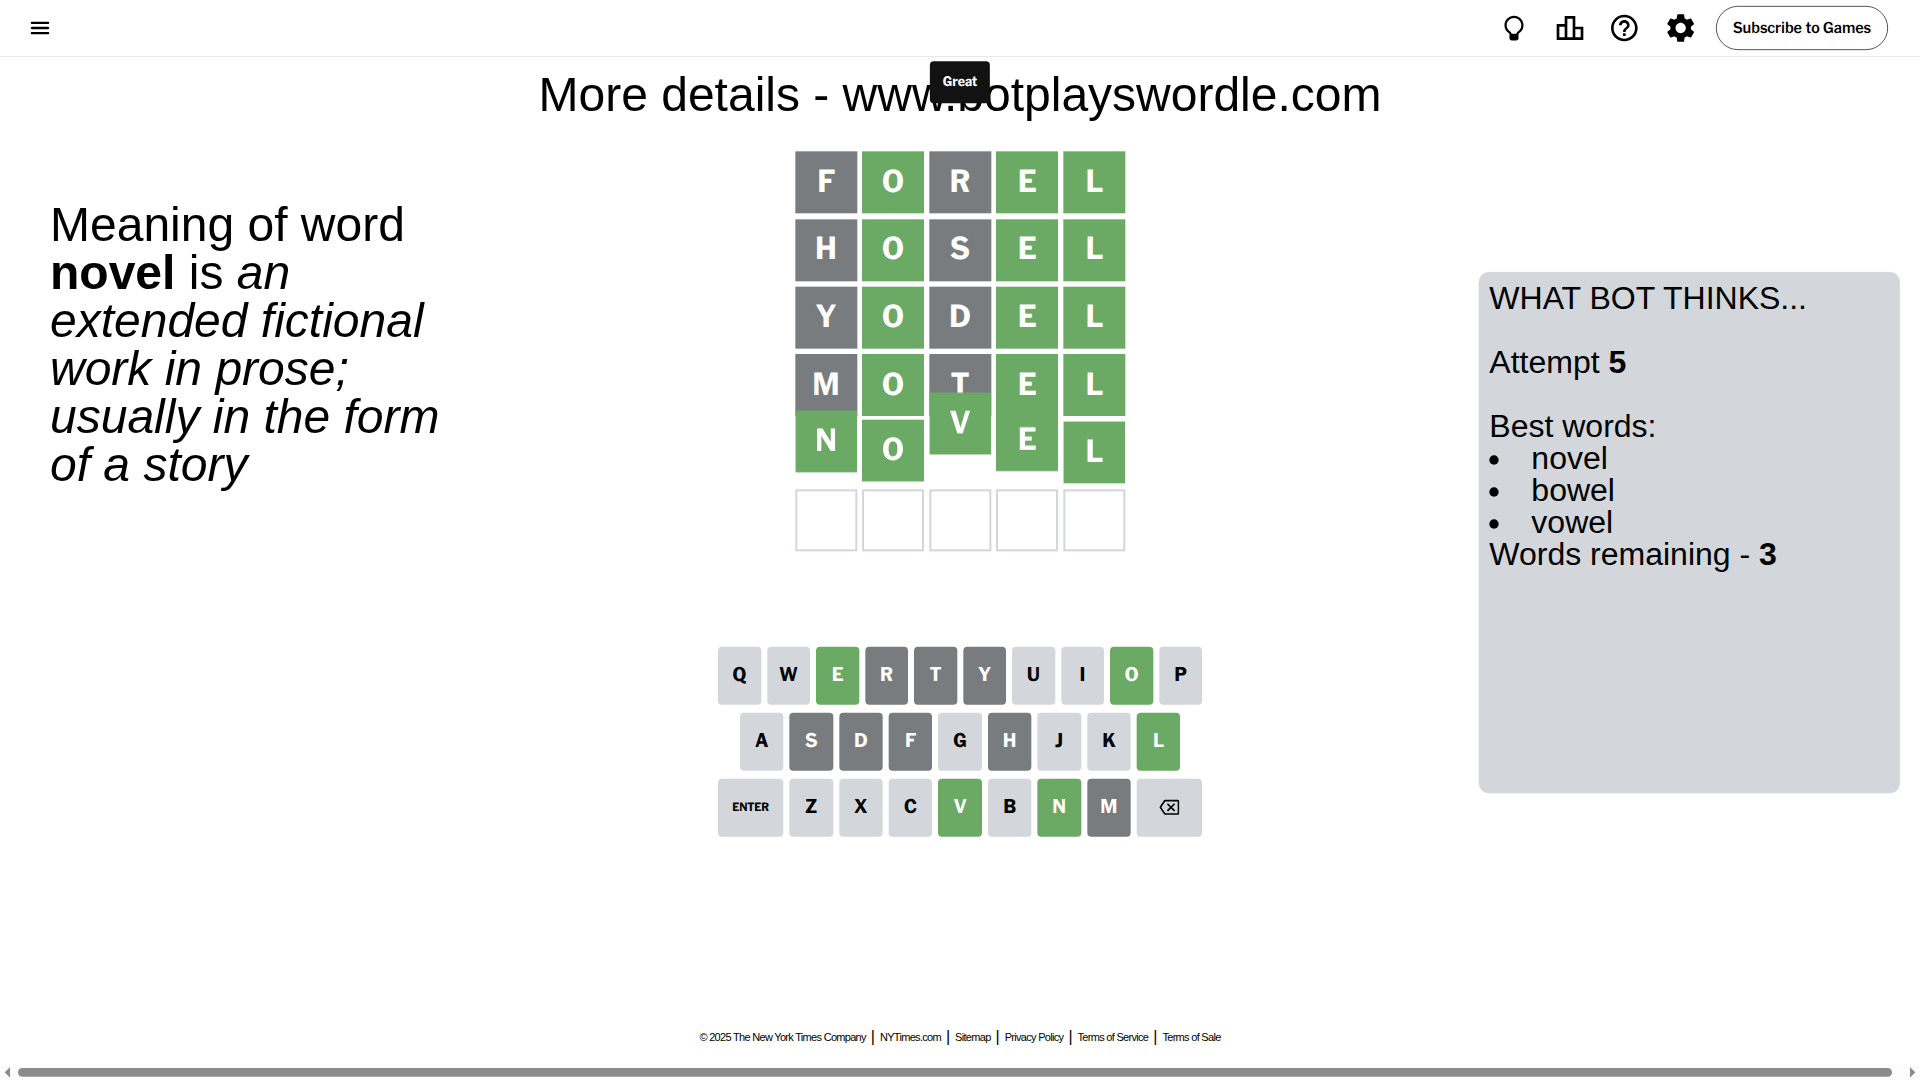 Subscribe to Games
Great
More details - www.botplayswordle.com
Meaning of word
novel is an
extended fictional
work in prose;
usually in the form
of a story
F O R E L
H O S E L
Y O D E L
M O T E L
N O V E L
WHAT BOT THINKS...
Attempt 5
Best words:
• novel
• bowel
• vowel
Words remaining - 3
Q W E R T Y U I O P
A S D F G H J K L
ENTER Z X C V B N M
© 2025 The New York Times Company | NYTimes.com | Sitemap | Privacy Policy | Terms of Service | Terms of Sale